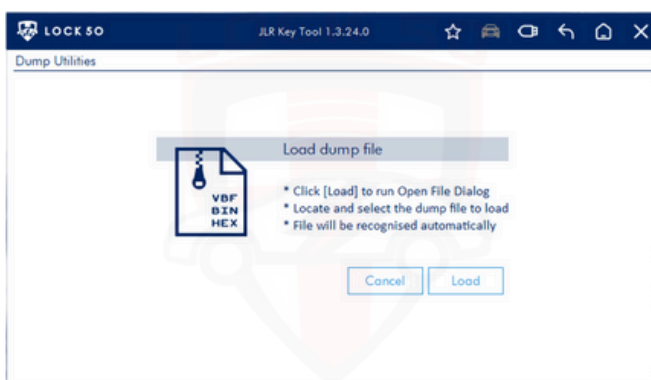 LOCK 50 JLR Key Tool 1.3.24.0
Dump Utilities
Load dump file
VBF
BIN
HEX
* Click [Load] to run Open File Dialog
* Locate and select the dump file to load
* File will be recognised automatically
Cancel Load